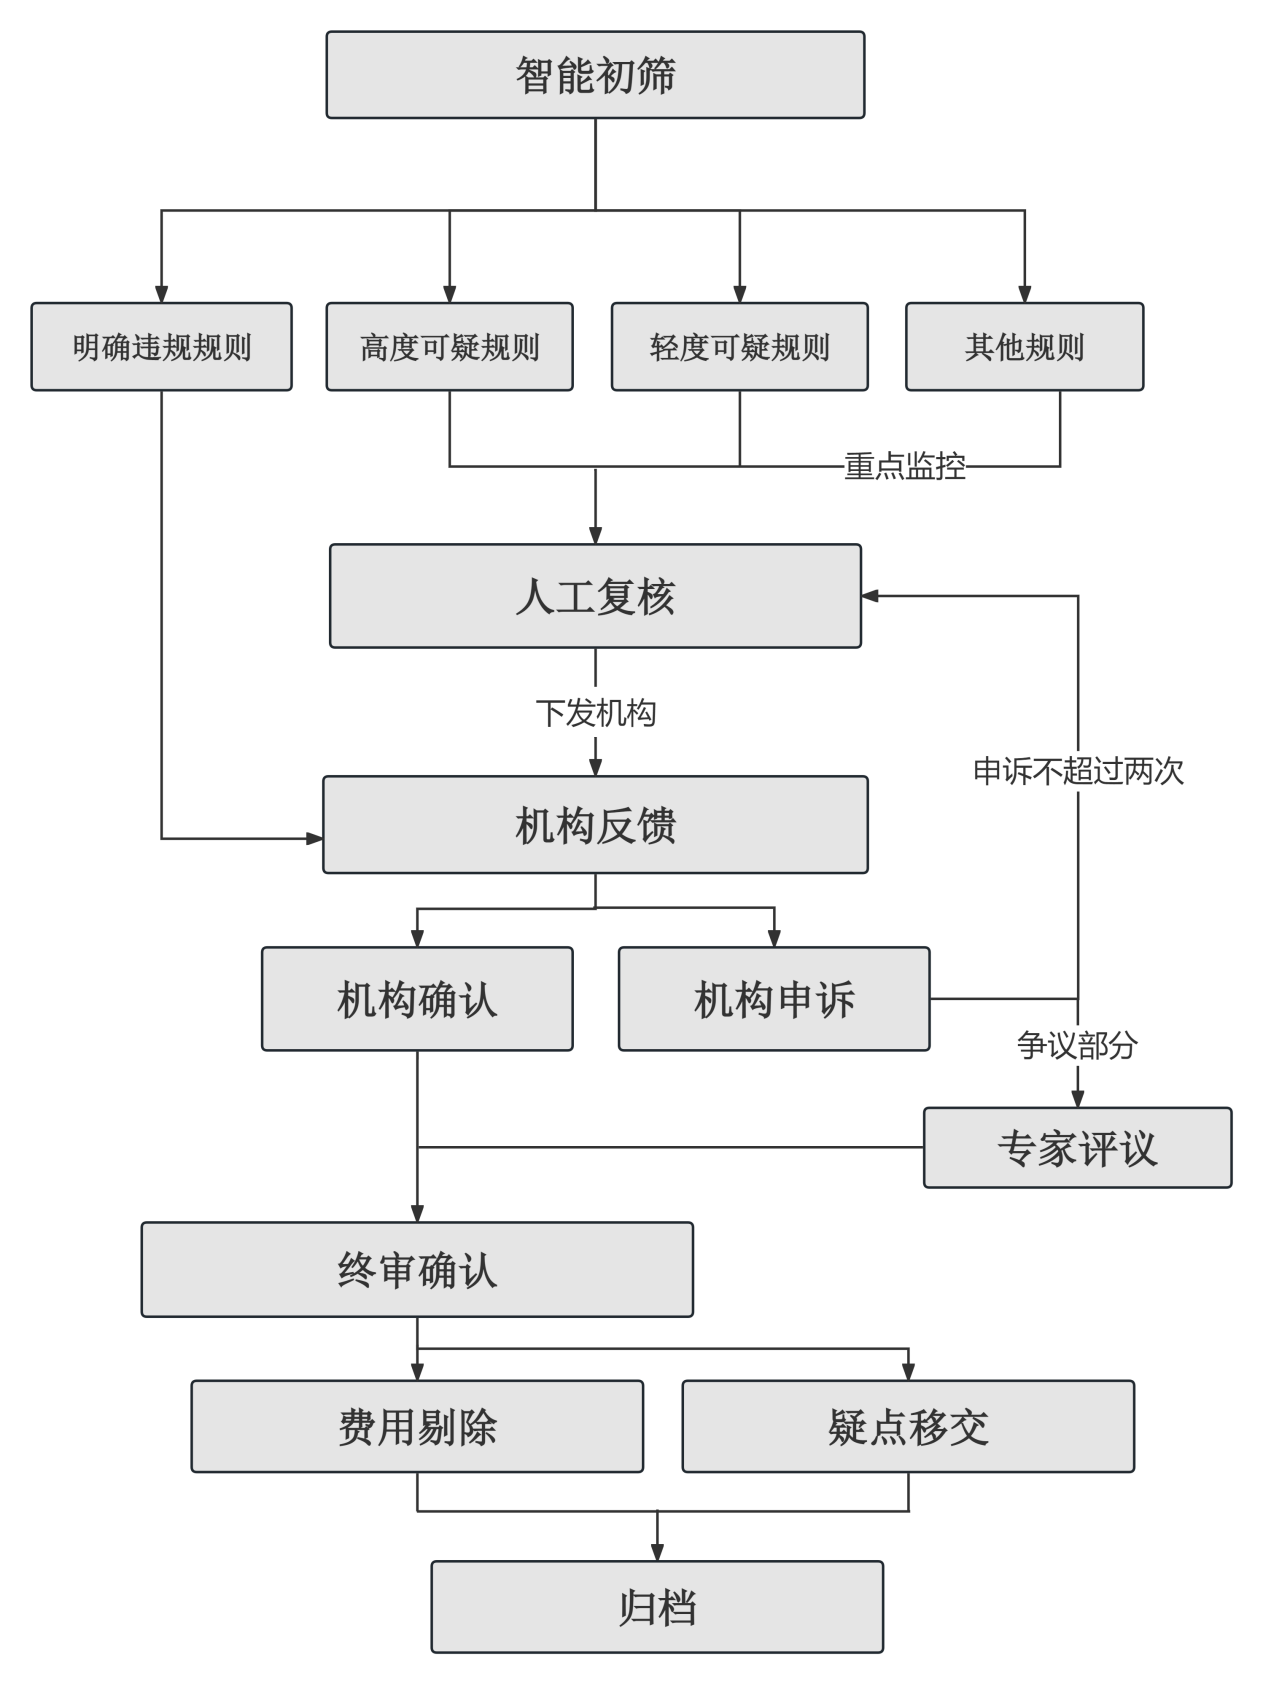 智能初筛
明确违规规则
高度可疑规则
轻度可疑规则
其他规则
重点监控
人工复核
下发机构
申诉不超过两次
机构反馈
机构确认
机构申诉
争议部分
专家评议
终审确认
费用剔除
疑点移交
归档